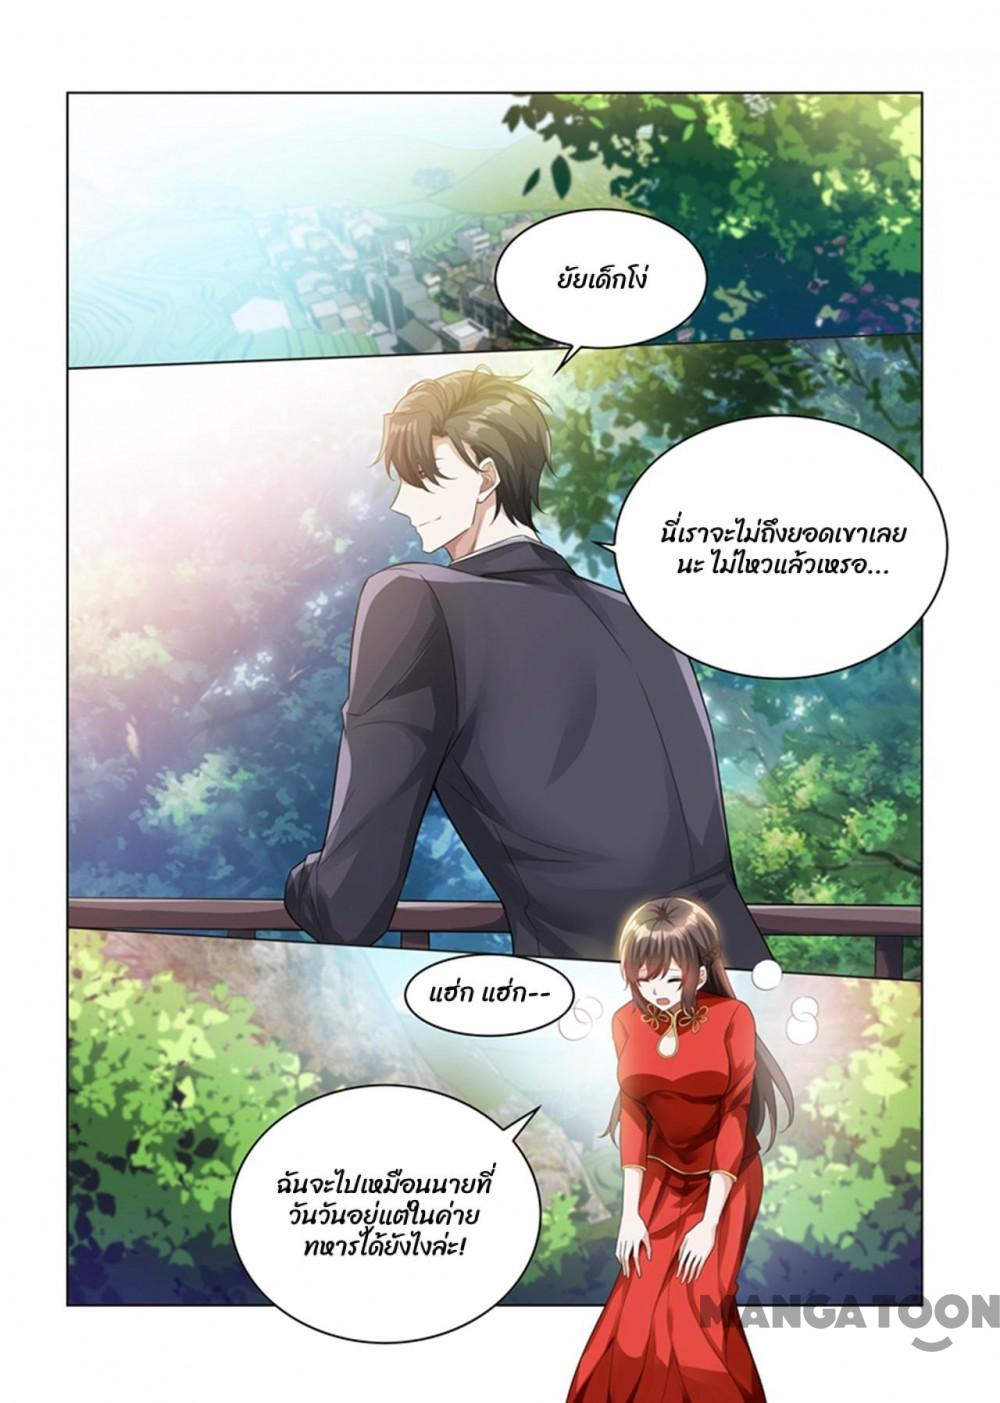 ยัยเด็กโง่
นี่เราจะไม่ถึงยอดเขาเลย
นะ ไม่ไหวแล้วเหรอ...
แฮ่ก แฮ่ก--
ฉันจะไปเหมือนนายที่
วันวันอยู่แต่ในค่าย
ทหารได้ยังไงล่ะ!
MANGATOON